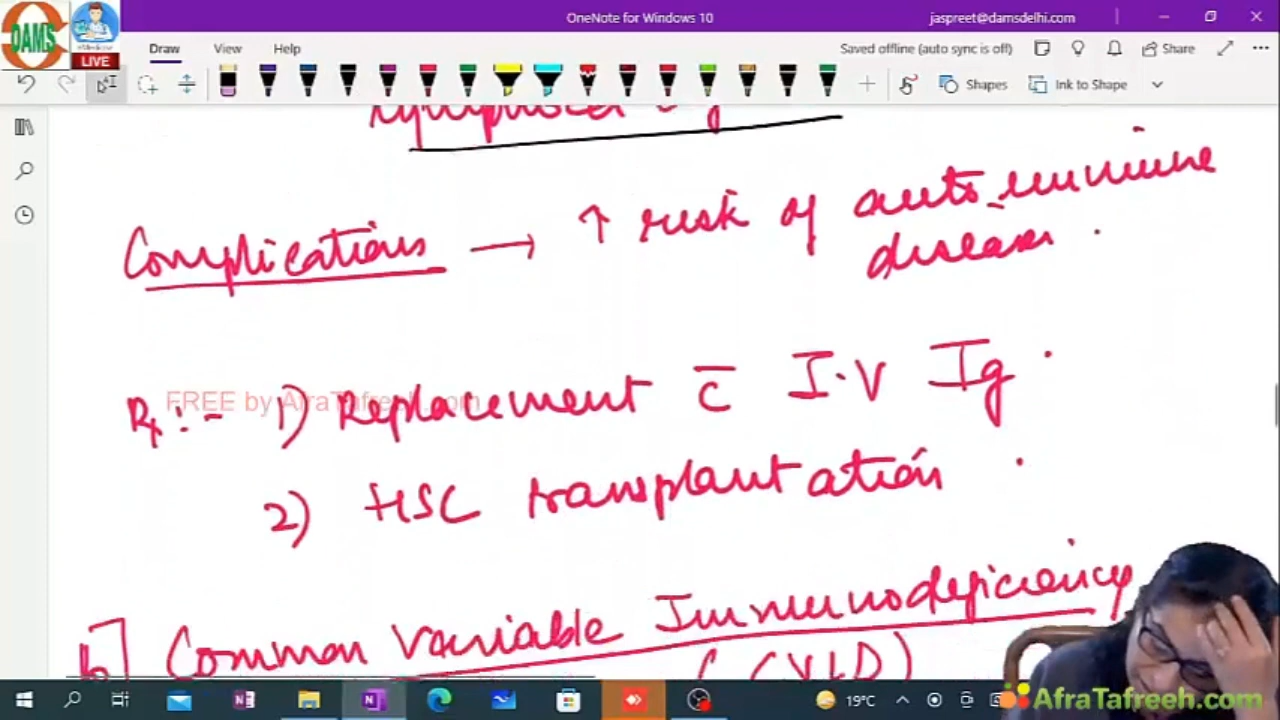 OneNote for Windows 10
jaspreet@damsdelhi.com
DAMS
eMedicoz
LIVE
Draw View Help
Saved offline (auto sync is off)
Share
Shapes
Ink to Shape
Complications → ↑ risk of auto-immune
disease.
FREE by AfraTafreeh.com
Rx :- 1) Replacement c̄ I.V Ig.
2) HSC transplantation.
b] Common Variable Immunodeficiency
(CVID)
19°C
AfraTafreeh.com